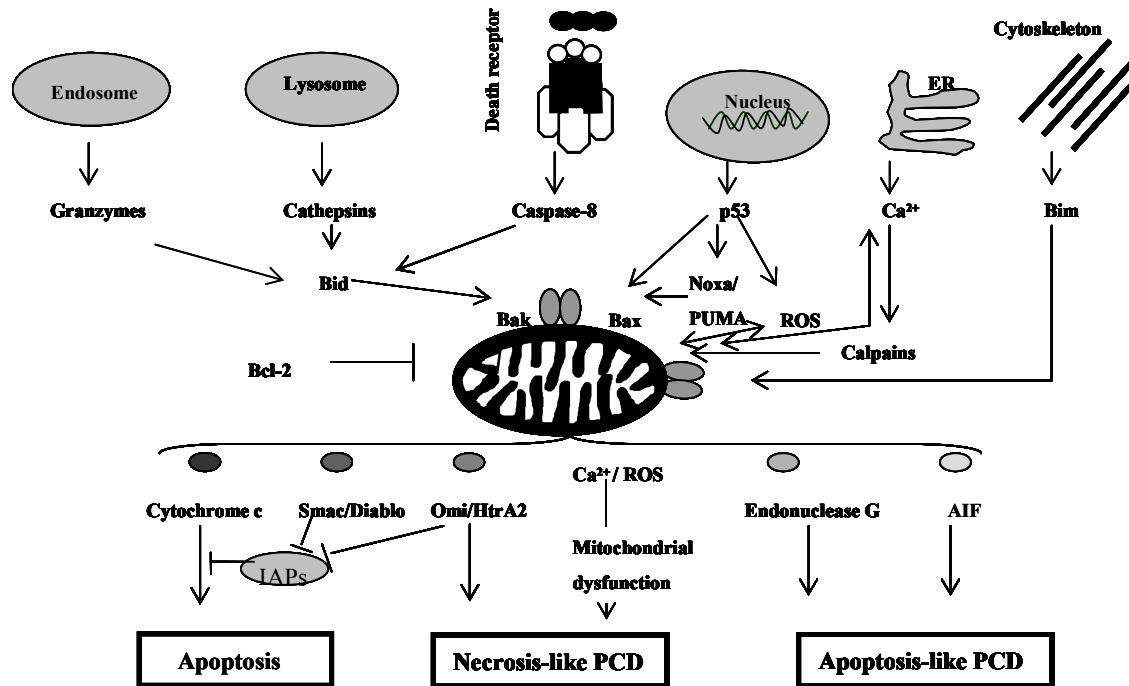 Cytoskeleton
Death receptor
Endosome
Lysosome
Nucleus
ER
Granzymes
Cathepsins
Caspase-8
p53
Ca²⁺
Bim
Bid
Noxa/
PUMA
Bak
Bax
ROS
Calpains
Bcl-2
Ca²⁺/ ROS
Cytochrome c
Smac/Diablo
Omi/HtrA2
Endonuclease G
AIF
Mitochondrial
dysfunction
IAPs
Apoptosis
Necrosis-like PCD
Apoptosis-like PCD